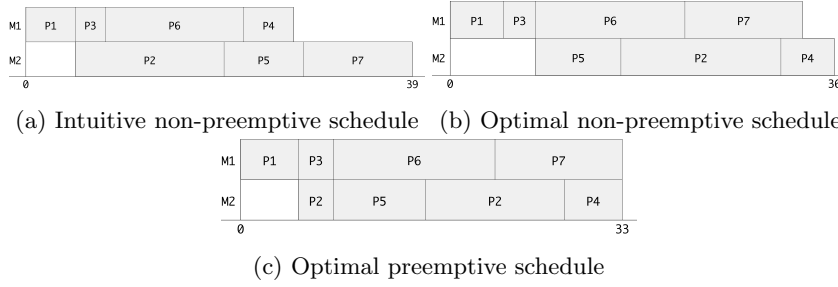 M1 P1 P3 P6 P4
M2 P2 P5 P7
0 39
(a) Intuitive non-preemptive schedule
M1 P1 P3 P6 P7
M2 P5 P2 P4
0 36
(b) Optimal non-preemptive schedule
M1 P1 P3 P6 P7
M2 P2 P5 P2 P4
0 33
(c) Optimal preemptive schedule